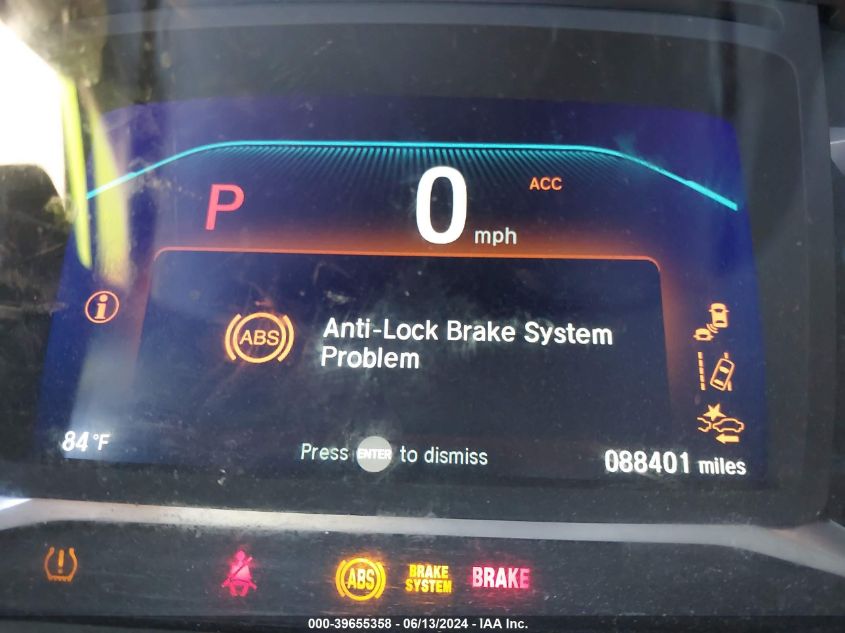 P
0 mph
ACC
i
ABS
Anti-Lock Brake System
Problem
84°F
Press ENTER to dismiss
088401 miles
ABS
BRAKE
SYSTEM
BRAKE
000-39655358 - 06/13/2024 - IAA Inc.